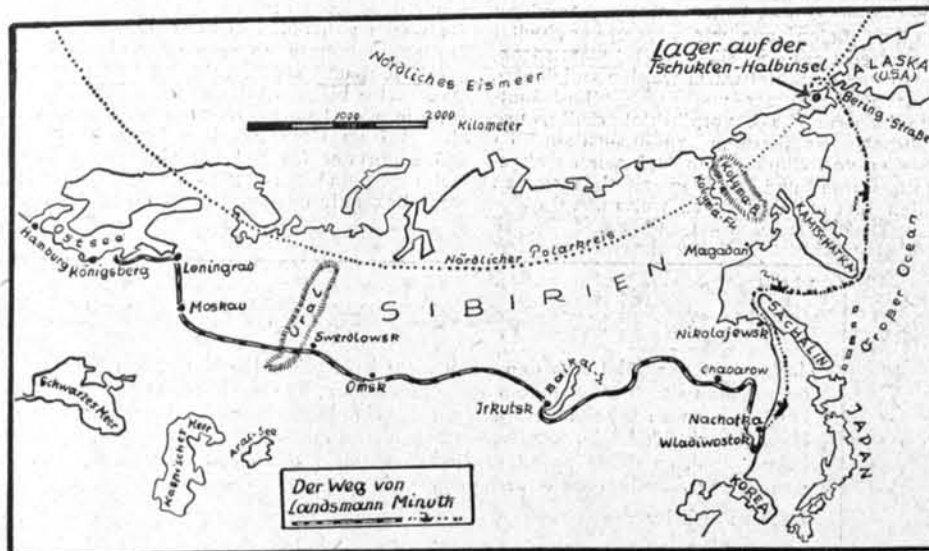 Lager auf der
Tschukten-Halbinsel
ALASKA
(USA)
Nördliches Eismeer
Bering-Straße
1000 2000
Kilometer
Kolyma-G.
Kolyma-Fl.
KAMTSCHATKA
Großer Ocean
Nördlicher Polarkreis
Magadan
Ostsee
Hamburg
Königsberg
Leningrad
SIBIRIEN
Moskau
Ural
SACHALIN
Nikolajewsk
Swerdlowsk
Omsk
Baikal-S.
Chabarow
Irkutsk
Schwarzes Meer
Nachotka
Wladiwostok
JAPAN
Kaspisches Meer
Aral-See
KOREA
Der Weg von
Landsmann Minuth